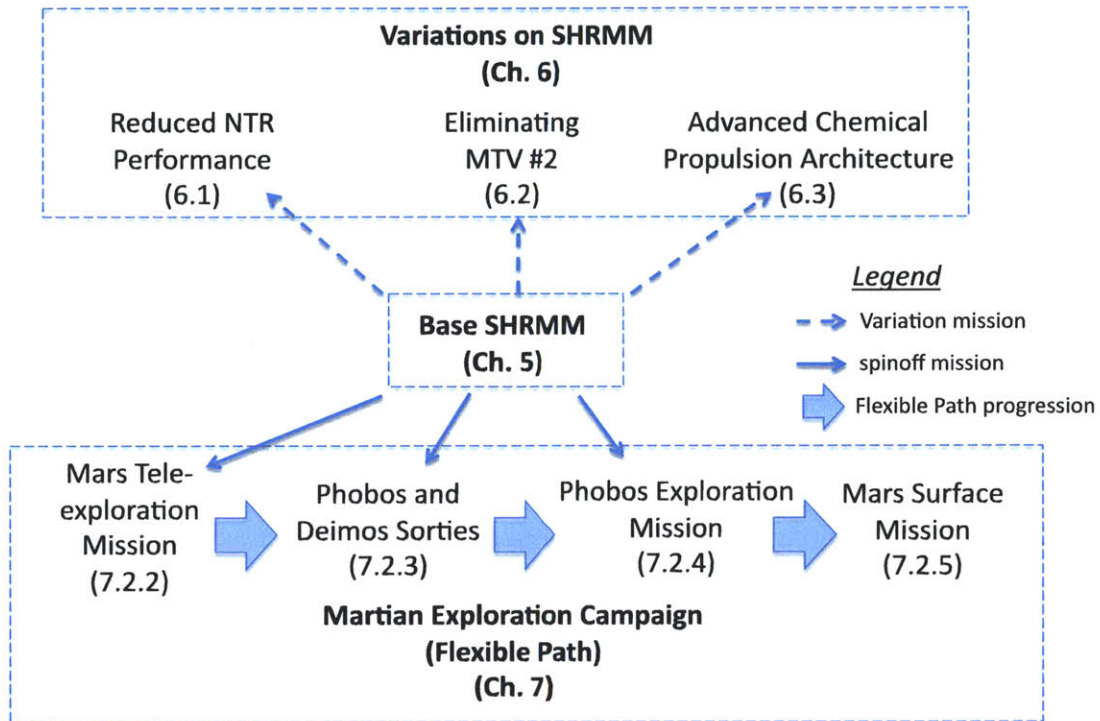 Variations on SHRMM
(Ch. 6)
Reduced NTR
Performance
(6.1)
Eliminating
MTV #2
(6.2)
Advanced Chemical
Propulsion Architecture
(6.3)
Base SHRMM
(Ch. 5)
Legend
Variation mission
spinoff mission
Flexible Path progression
Mars Tele-
exploration
Mission
(7.2.2)
Phobos and
Deimos Sorties
(7.2.3)
Phobos Exploration
Mission
(7.2.4)
Mars Surface
Mission
(7.2.5)
Martian Exploration Campaign
(Flexible Path)
(Ch. 7)